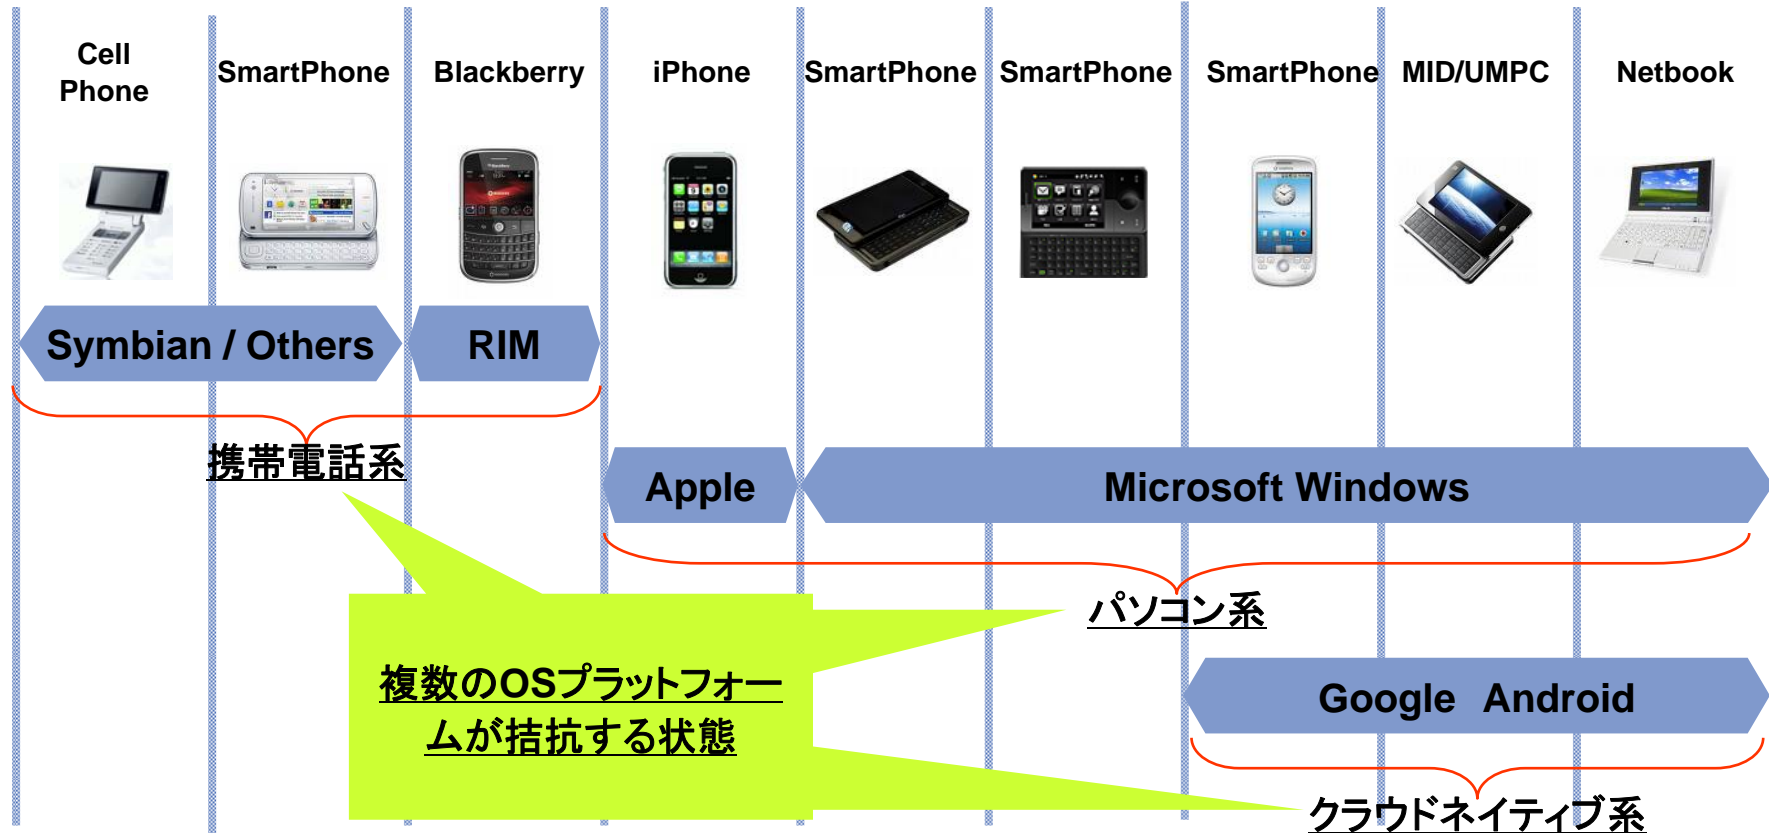 Cell
Phone
SmartPhone
Blackberry
iPhone
SmartPhone
SmartPhone
SmartPhone
MID/UMPC
Netbook
Symbian / Others
RIM
携帯電話系
Apple
Microsoft Windows
パソコン系
複数のOSプラットフォー
ムが拮抗する状態
Google Android
クラウドネイティブ系